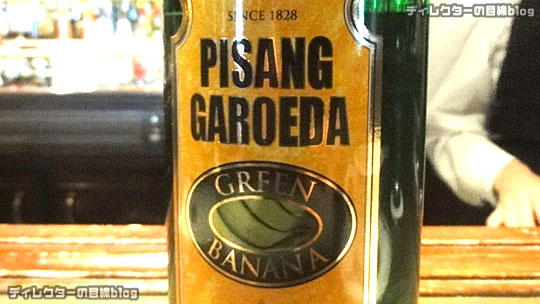 ディレクターの目線blog
SINCE 1828
PISANG
GAROEDA
GREEN
BANANA
ディレクターの目線blog